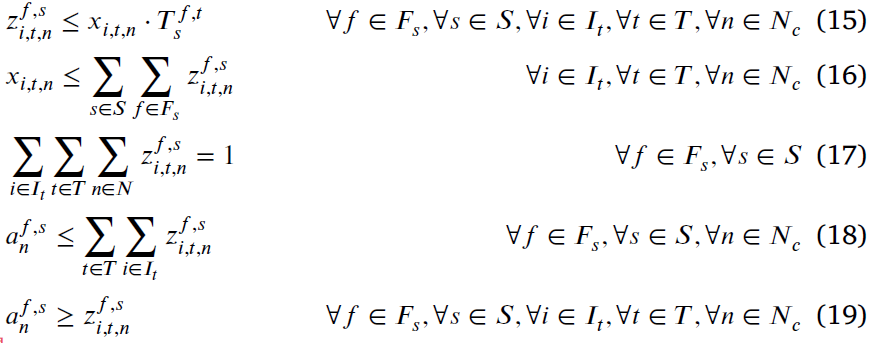 z_{i,t,n}^{f,s} ≤ x_{i,t,n} · T_s^{f,t} ∀f ∈ F_s, ∀s ∈ S, ∀i ∈ I_t, ∀t ∈ T, ∀n ∈ N_c (15)
x_{i,t,n} ≤ ∑_{s∈S} ∑_{f∈F_s} z_{i,t,n}^{f,s} ∀i ∈ I_t, ∀t ∈ T, ∀n ∈ N_c (16)
∑_{i∈I_t} ∑_{t∈T} ∑_{n∈N} z_{i,t,n}^{f,s} = 1 ∀f ∈ F_s, ∀s ∈ S (17)
a_n^{f,s} ≤ ∑_{t∈T} ∑_{i∈I_t} z_{i,t,n}^{f,s} ∀f ∈ F_s, ∀s ∈ S, ∀n ∈ N_c (18)
a_n^{f,s} ≥ z_{i,t,n}^{f,s} ∀f ∈ F_s, ∀s ∈ S, ∀i ∈ I_t, ∀t ∈ T, ∀n ∈ N_c (19)